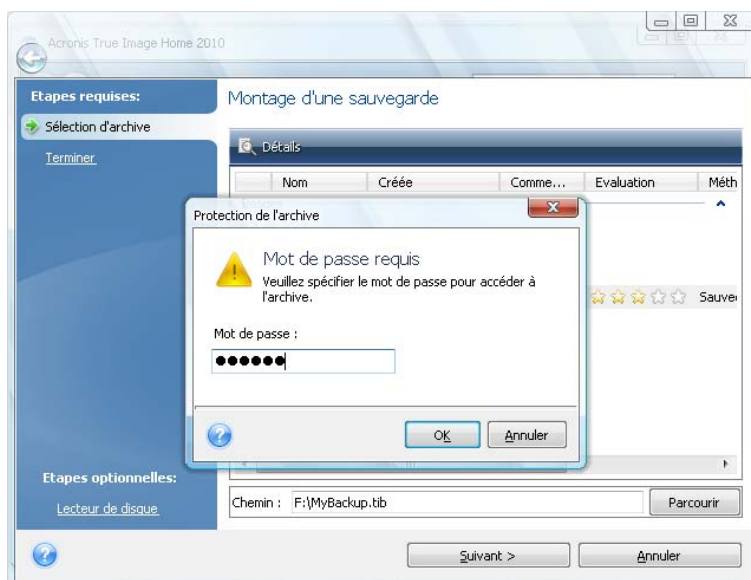 Acronis True Image Home 2010
Etapes requises:
Sélection d'archive
Terminer
Montage d'une sauvegarde
Détails
Nom Créée Comme... Evaluation Méth
Protection de l'archive
Mot de passe requis
Veuillez spécifier le mot de passe pour accéder à
l'archive.
Mot de passe :
●●●●●●
OK Annuler
Sauve
Etapes optionnelles:
Lecteur de disque
Chemin : F:\MyBackup.tib Parcourir
Suivant > Annuler